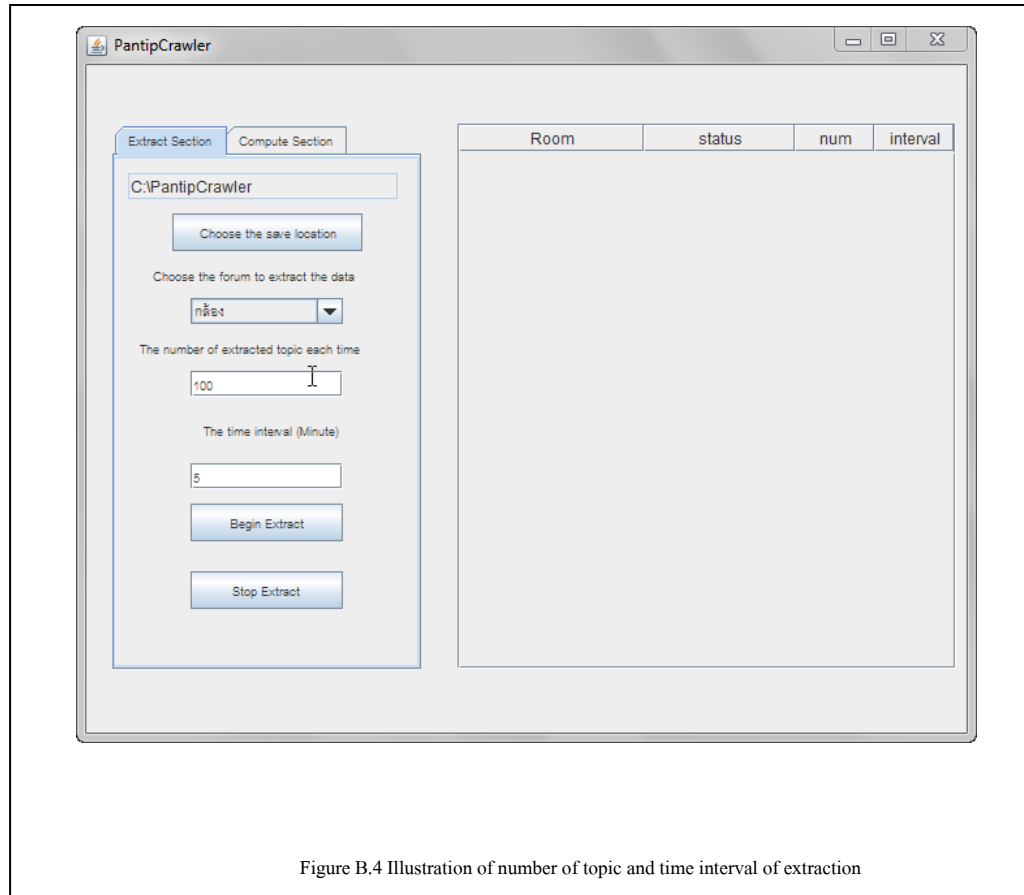 PantipCrawler
Extract Section Compute Section
C:\PantipCrawler
Choose the save location
Choose the forum to extract the data
กล้อง
The number of extracted topic each time
100
The time interval (Minute)
5
Begin Extract
Stop Extract
Room status num interval
Figure B.4 Illustration of number of topic and time interval of extraction